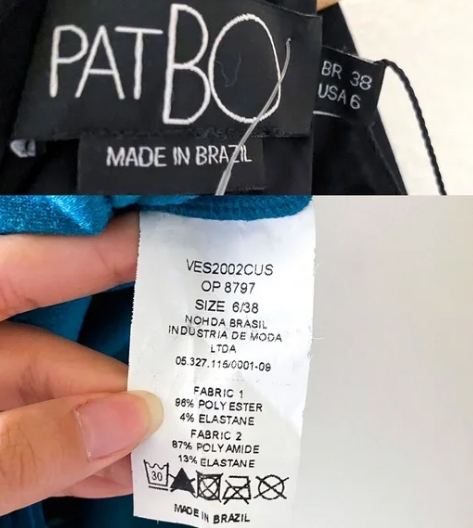 PATBO
MADE IN BRAZIL
BR 38
USA 6
VES2002CUS
OP 8797
SIZE 6/38
NOHDA BRASIL
INDUSTRIA DE MODA
LTDA
05.327.115/0001-09
FABRIC 1
96% POLYESTER
4% ELASTANE
FABRIC 2
87% POLYAMIDE
13% ELASTANE
30
MADE IN BRAZIL